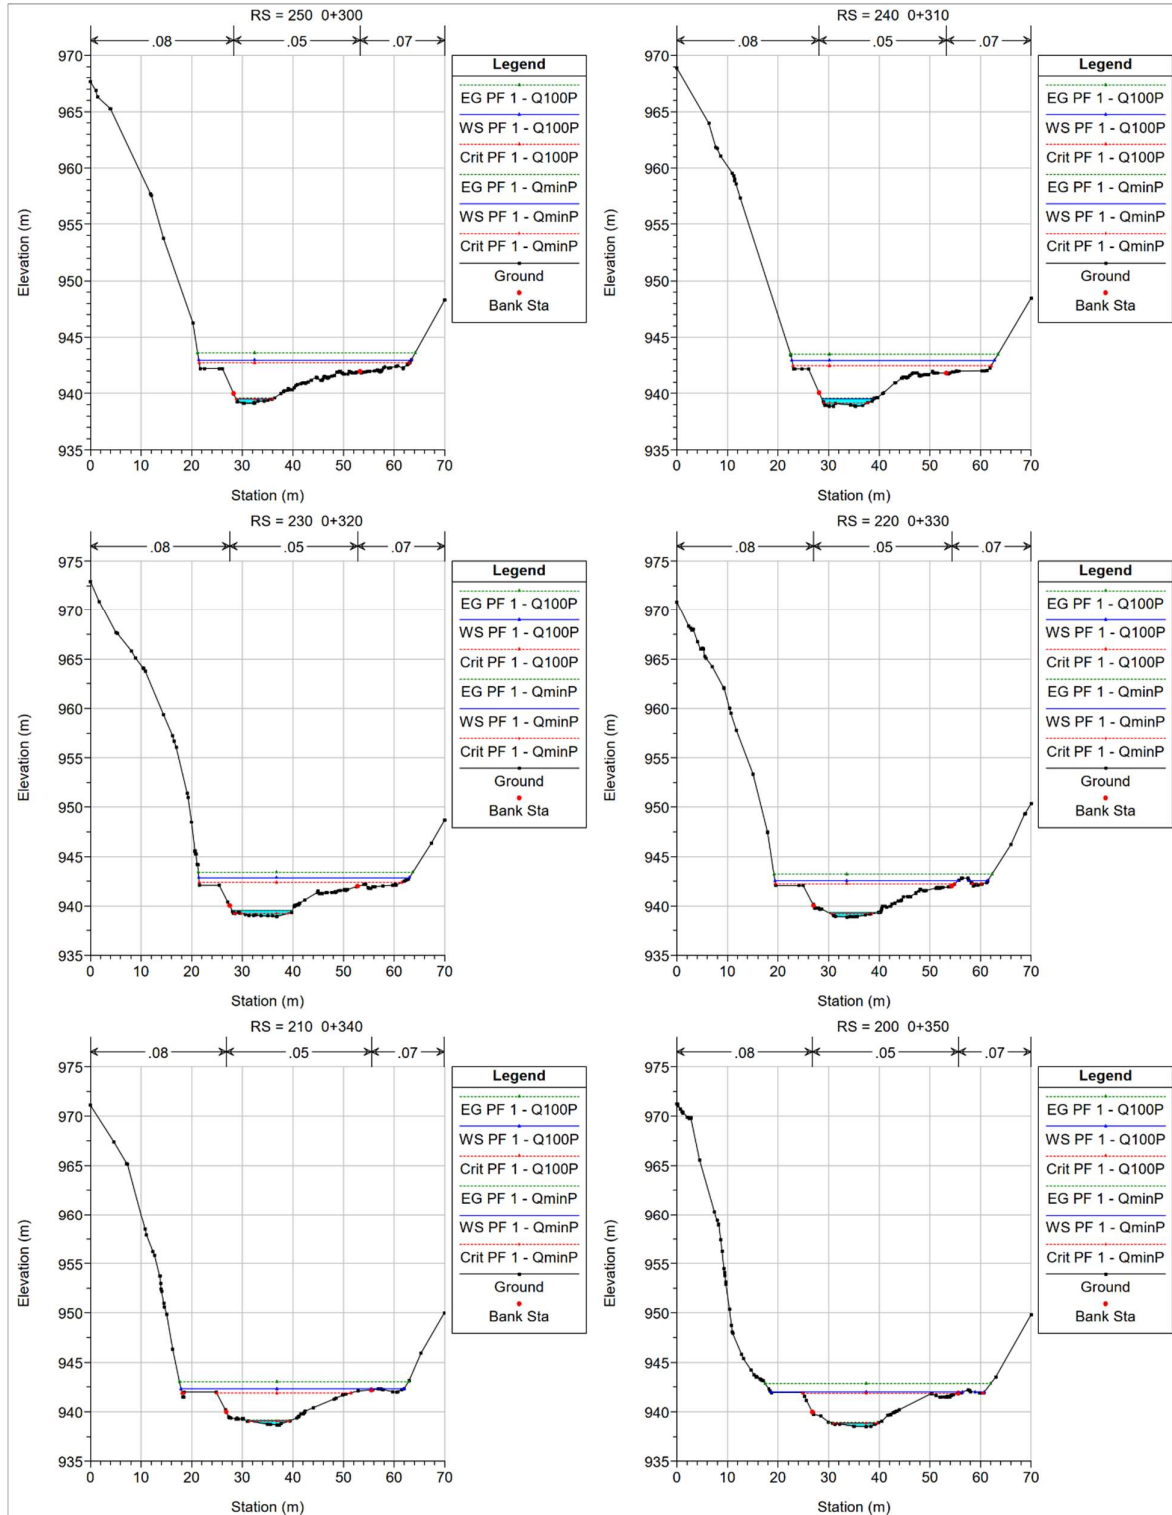 RS = 250 0+300
.08 .05 .07
970
965
960
955
950
945
940
935
0 10 20 30 40 50 60 70
Elevation (m)
Station (m)
Legend
EG PF 1 - Q100P
WS PF 1 - Q100P
Crit PF 1 - Q100P
EG PF 1 - QminP
WS PF 1 - QminP
Crit PF 1 - QminP
Ground
Bank Sta
RS = 240 0+310
.08 .05 .07
970
965
960
955
950
945
940
935
0 10 20 30 40 50 60 70
Elevation (m)
Station (m)
Legend
EG PF 1 - Q100P
WS PF 1 - Q100P
Crit PF 1 - Q100P
EG PF 1 - QminP
WS PF 1 - QminP
Crit PF 1 - QminP
Ground
Bank Sta
RS = 230 0+320
.08 .05 .07
975
970
965
960
955
950
945
940
935
0 10 20 30 40 50 60 70
Elevation (m)
Station (m)
Legend
EG PF 1 - Q100P
WS PF 1 - Q100P
Crit PF 1 - Q100P
EG PF 1 - QminP
WS PF 1 - QminP
Crit PF 1 - QminP
Ground
Bank Sta
RS = 220 0+330
.08 .05 .07
975
970
965
960
955
950
945
940
935
0 10 20 30 40 50 60 70
Elevation (m)
Station (m)
Legend
EG PF 1 - Q100P
WS PF 1 - Q100P
Crit PF 1 - Q100P
EG PF 1 - QminP
WS PF 1 - QminP
Crit PF 1 - QminP
Ground
Bank Sta
RS = 210 0+340
.08 .05 .07
975
970
965
960
955
950
945
940
935
0 10 20 30 40 50 60 70
Elevation (m)
Station (m)
Legend
EG PF 1 - Q100P
WS PF 1 - Q100P
Crit PF 1 - Q100P
EG PF 1 - QminP
WS PF 1 - QminP
Crit PF 1 - QminP
Ground
Bank Sta
RS = 200 0+350
.08 .05 .07
975
970
965
960
955
950
945
940
935
0 10 20 30 40 50 60 70
Elevation (m)
Station (m)
Legend
EG PF 1 - Q100P
WS PF 1 - Q100P
Crit PF 1 - Q100P
EG PF 1 - QminP
WS PF 1 - QminP
Crit PF 1 - QminP
Ground
Bank Sta